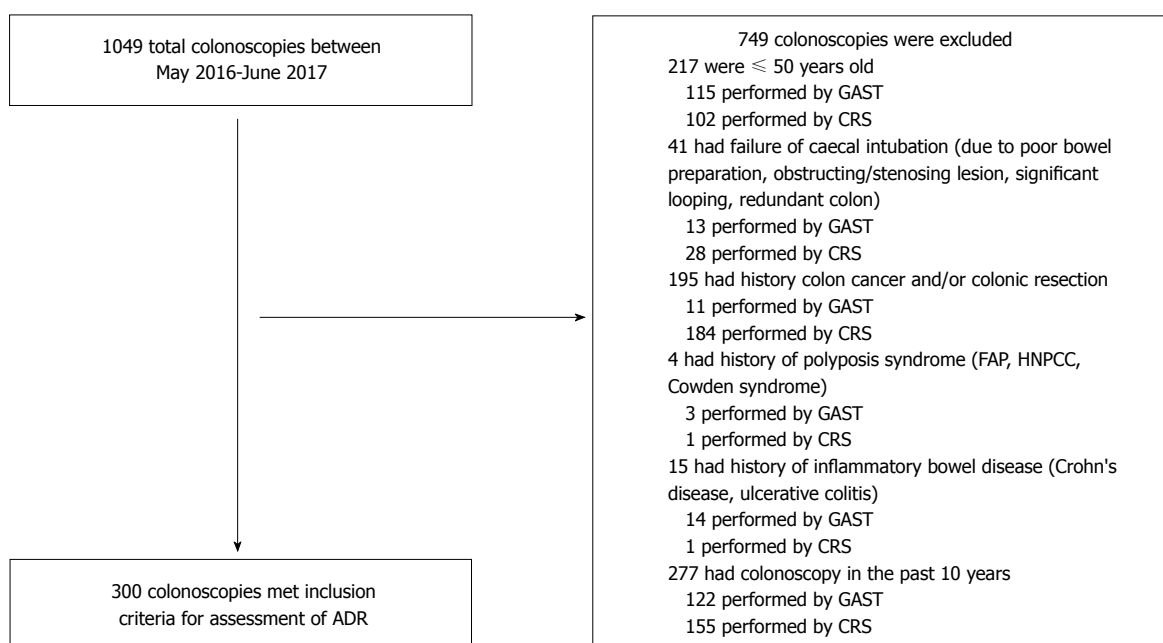 1049 total colonoscopies between
May 2016-June 2017
749 colonoscopies were excluded
217 were ≤ 50 years old
115 performed by GAST
102 performed by CRS
41 had failure of caecal intubation (due to poor bowel
preparation, obstructing/stenosing lesion, significant
looping, redundant colon)
13 performed by GAST
28 performed by CRS
195 had history colon cancer and/or colonic resection
11 performed by GAST
184 performed by CRS
4 had history of polyposis syndrome (FAP, HNPCC,
Cowden syndrome)
3 performed by GAST
1 performed by CRS
15 had history of inflammatory bowel disease (Crohn's
disease, ulcerative colitis)
14 performed by GAST
1 performed by CRS
277 had colonoscopy in the past 10 years
122 performed by GAST
155 performed by CRS
300 colonoscopies met inclusion
criteria for assessment of ADR